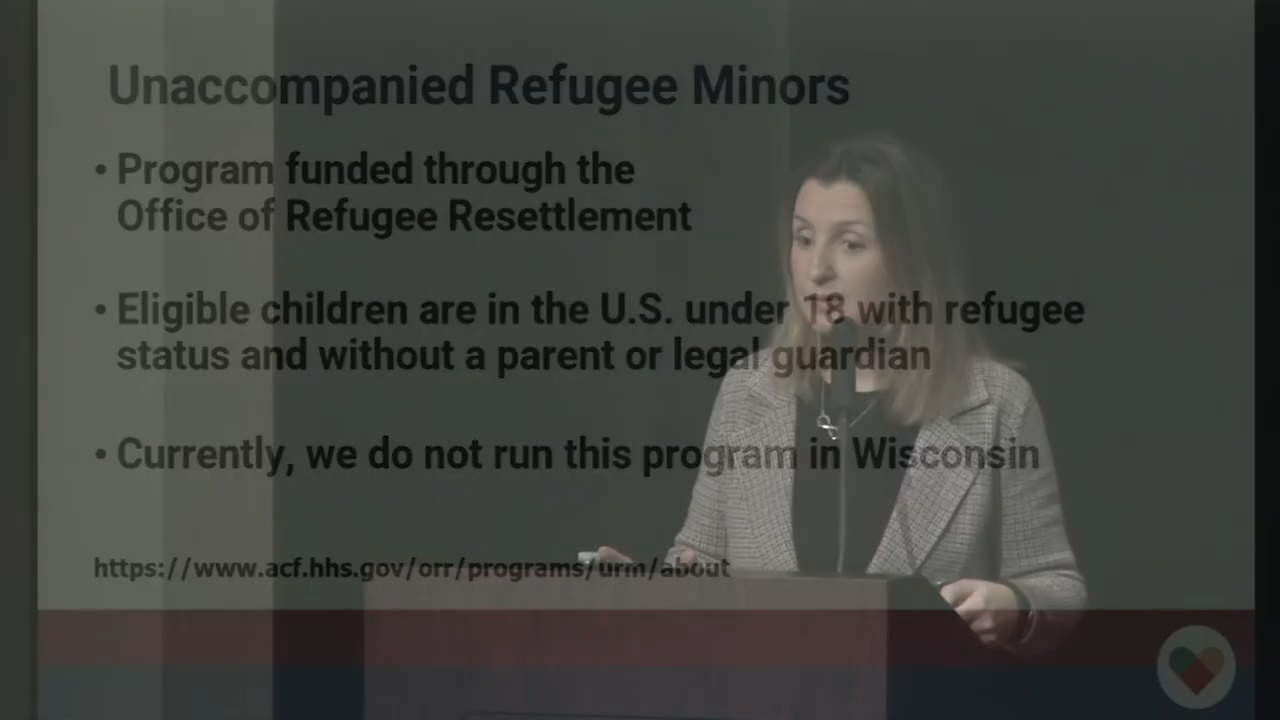 Unaccompanied Refugee Minors
• Program funded through the
Office of Refugee Resettlement
• Eligible children are in the U.S. under 18 with refugee
status and without a parent or legal guardian
• Currently, we do not run this program in Wisconsin
https://www.acf.hhs.gov/orr/programs/urm/about